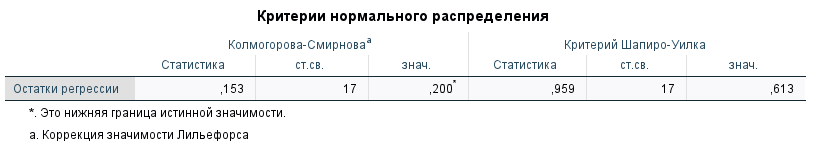 Критерии нормального распределения
Колмогорова-Смирноваa Критерий Шапиро-Уилка
Статистика ст.св. знач. Статистика ст.св. знач.
Остатки регрессии ,153 17 ,200* ,959 17 ,613
*. Это нижняя граница истинной значимости.
a. Коррекция значимости Лильефорса